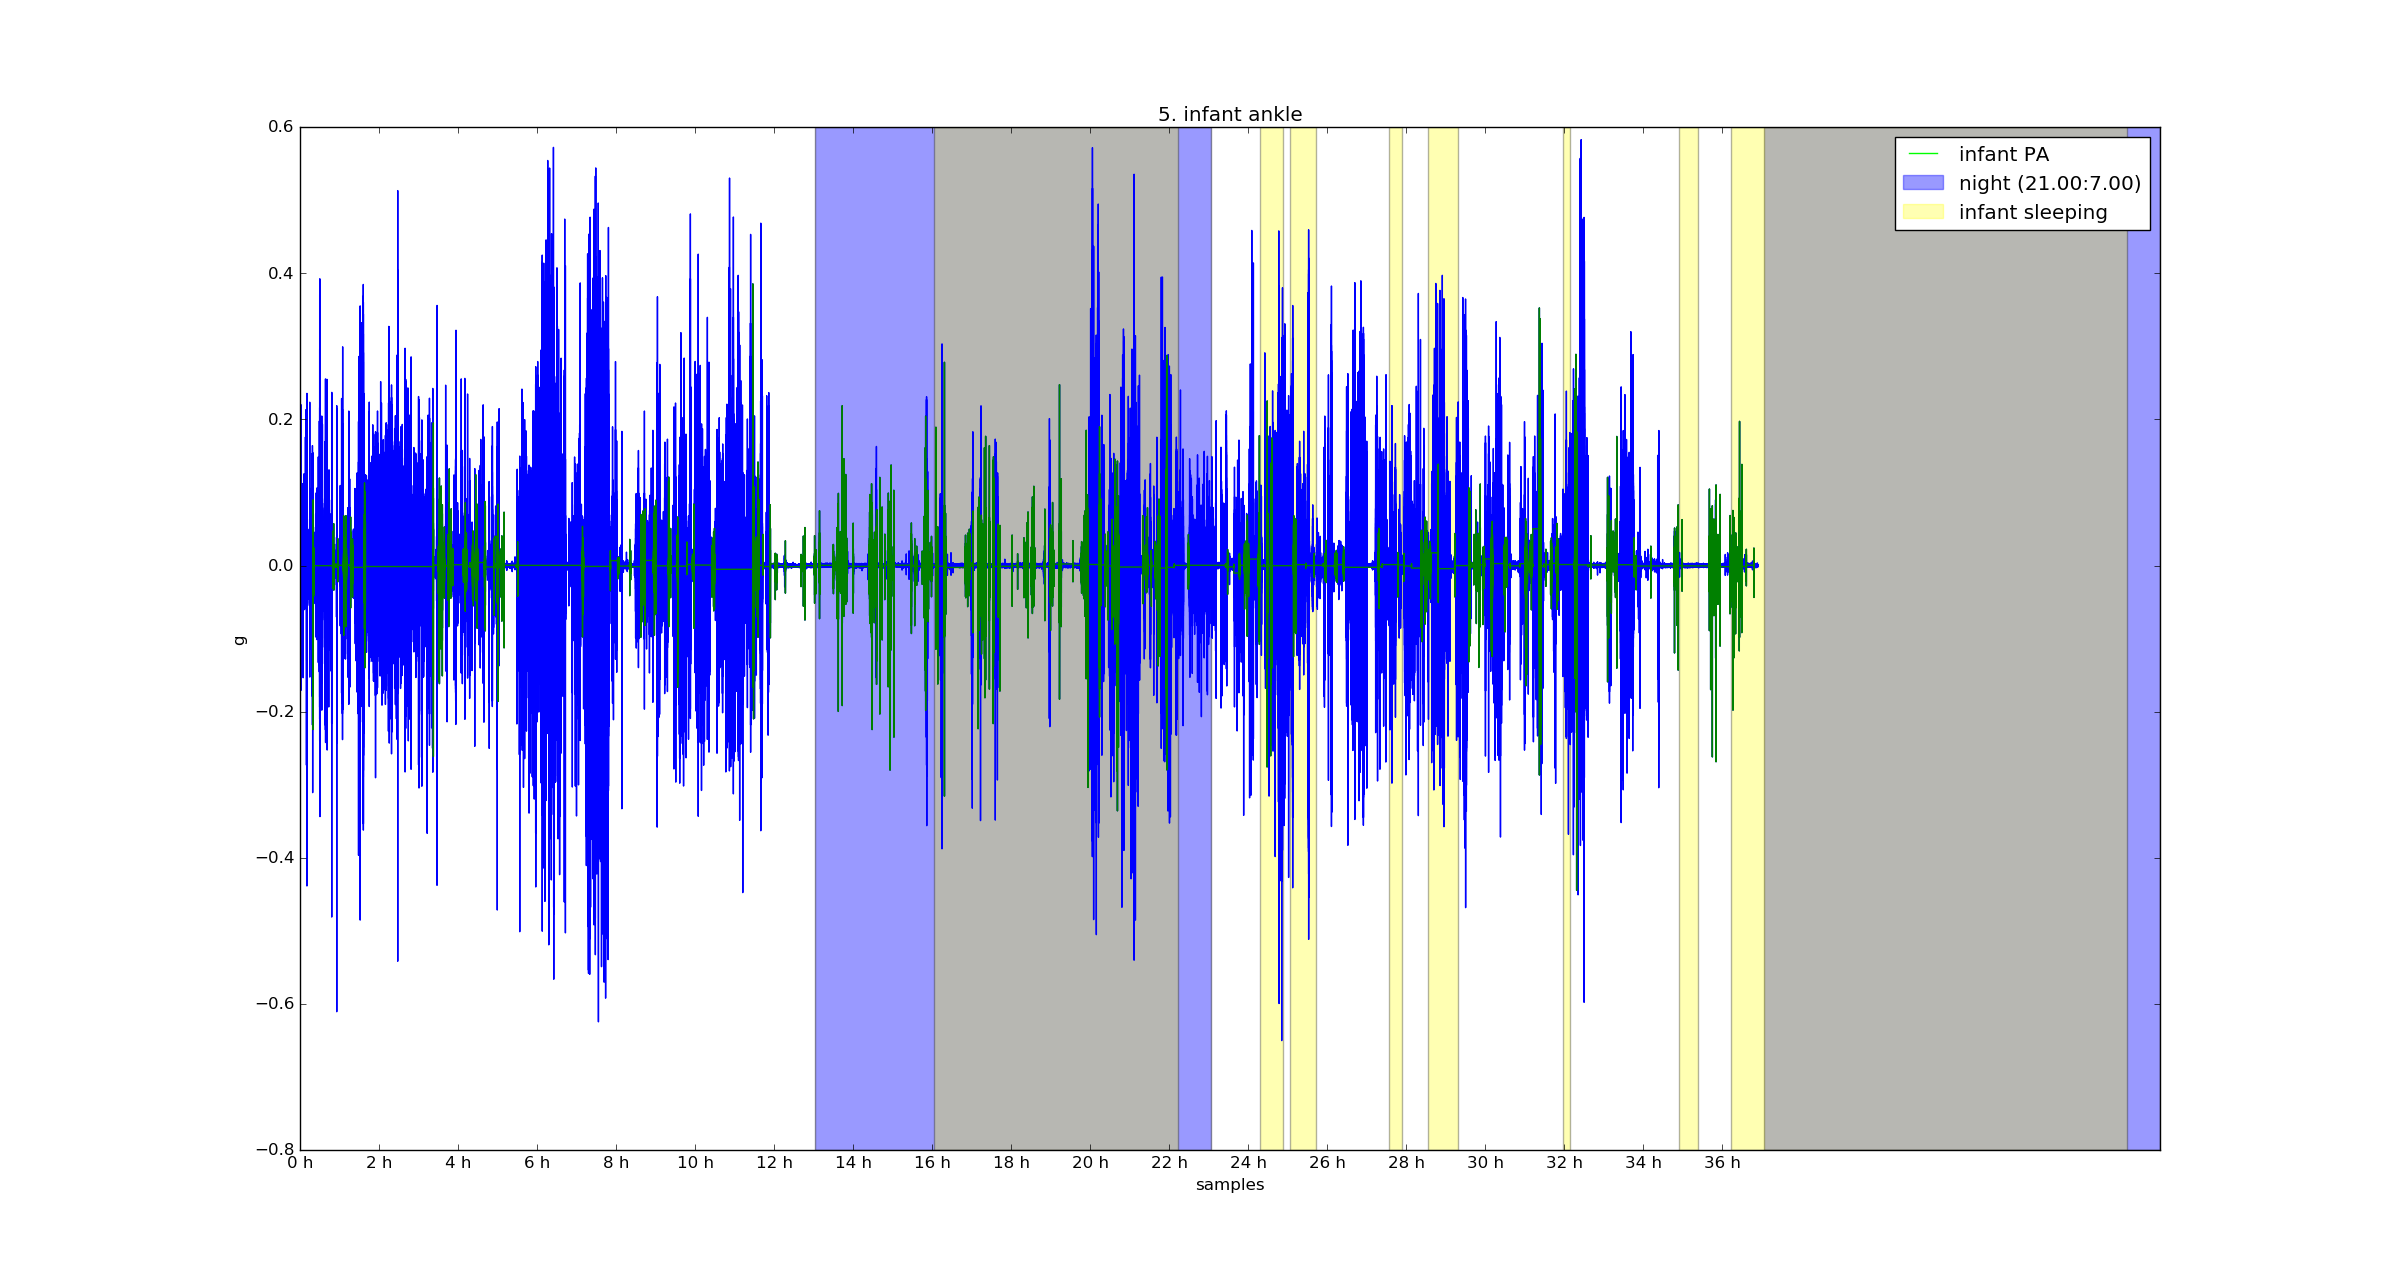 5. infant ankle
0.6
0.4
0.2
0.0
−0.2
−0.4
−0.6
−0.8
g
infant PA
night (21.00:7.00)
infant sleeping
0 h 2 h 4 h 6 h 8 h 10 h 12 h 14 h 16 h 18 h 20 h 22 h 24 h 26 h 28 h 30 h 32 h 34 h 36 h
samples